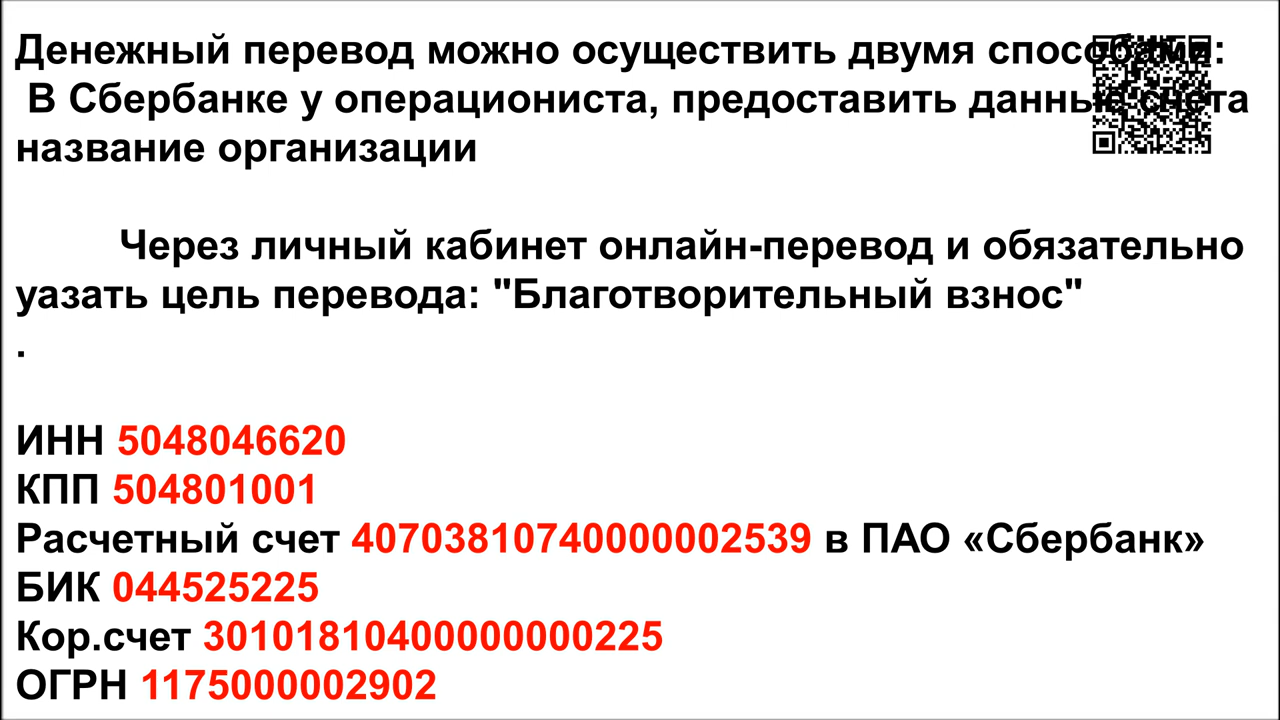 Денежный перевод можно осуществить двумя способами:
В Сбербанке у операциониста, предоставить данные счета
название организации
Через личный кабинет онлайн-перевод и обязательно
уазать цель перевода: "Благотворительный взнос"
.
ИНН 5048046620
КПП 504801001
Расчетный счет 40703810740000002539 в ПАО «Сбербанк»
БИК 044525225
Кор.счет 30101810400000000225
ОГРН 1175000002902